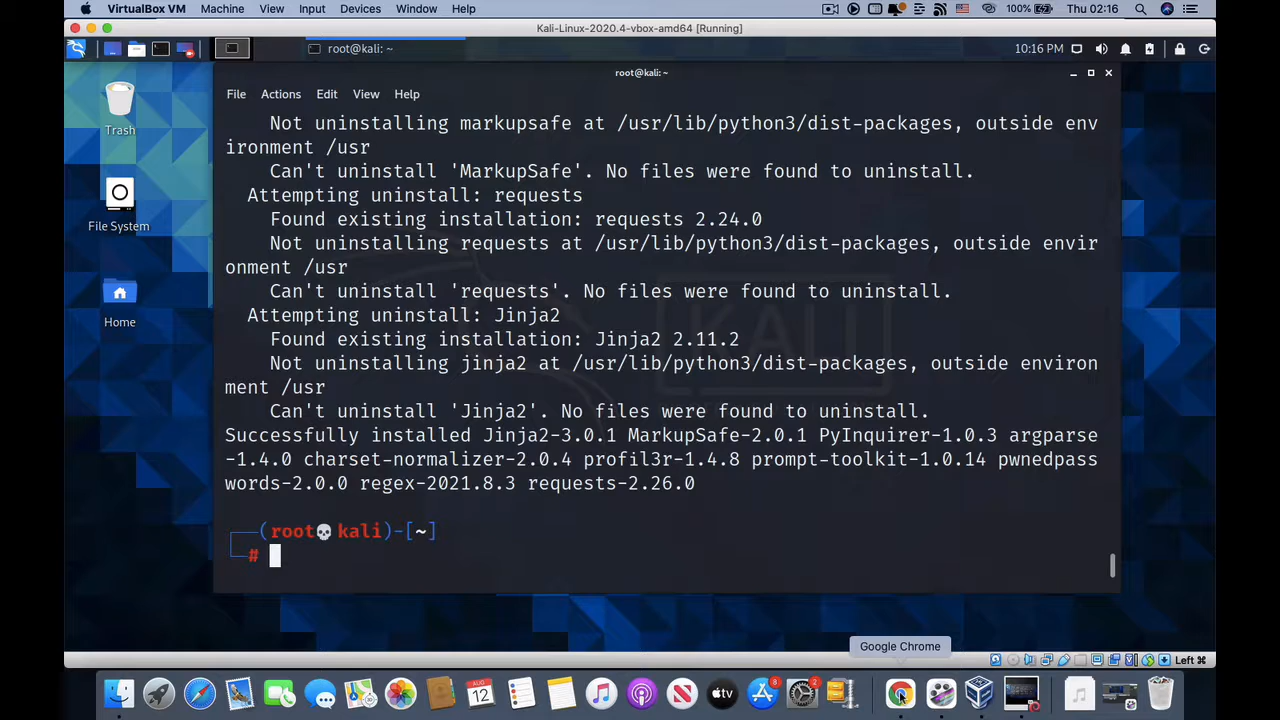 VirtualBox VM Machine View Input Devices Window Help 100% Thu 02:16
Kali-Linux-2020.4-vbox-amd64 [Running]
root@kali: ~ 10:16 PM
root@kali: ~
File Actions Edit View Help
Trash
File System
Home
Not uninstalling markupsafe at /usr/lib/python3/dist-packages, outside env
ironment /usr
Can't uninstall 'MarkupSafe'. No files were found to uninstall.
Attempting uninstall: requests
Found existing installation: requests 2.24.0
Not uninstalling requests at /usr/lib/python3/dist-packages, outside envir
onment /usr
Can't uninstall 'requests'. No files were found to uninstall.
Attempting uninstall: Jinja2
Found existing installation: Jinja2 2.11.2
Not uninstalling jinja2 at /usr/lib/python3/dist-packages, outside environ
ment /usr
Can't uninstall 'Jinja2'. No files were found to uninstall.
Successfully installed Jinja2-3.0.1 MarkupSafe-2.0.1 PyInquirer-1.0.3 argparse
-1.4.0 charset-normalizer-2.0.4 profil3r-1.4.8 prompt-toolkit-1.0.14 pwnedpass
words-2.0.0 regex-2021.8.3 requests-2.26.0
(root💀kali)-[~]
#
KALI
Google Chrome
Left ⌘
AUG
12
tv
8
2